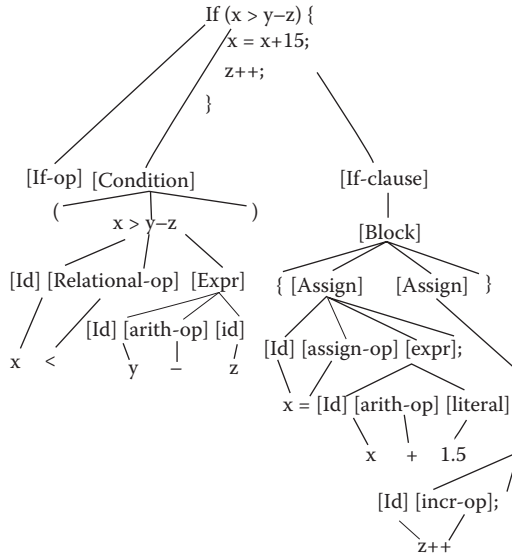 If (x > y–z) {
x = x+15;
z++;
}
[If-op] [Condition] [If-clause]
( )
x > y–z
[Block]
[Id] [Relational-op] [Expr]
{ [Assign] [Assign] }
[Id] [arith-op] [id]
[Id] [assign-op] [expr];
x < y – z
x = [Id] [arith-op] [literal]
x + 1.5
[Id] [incr-op];
z++